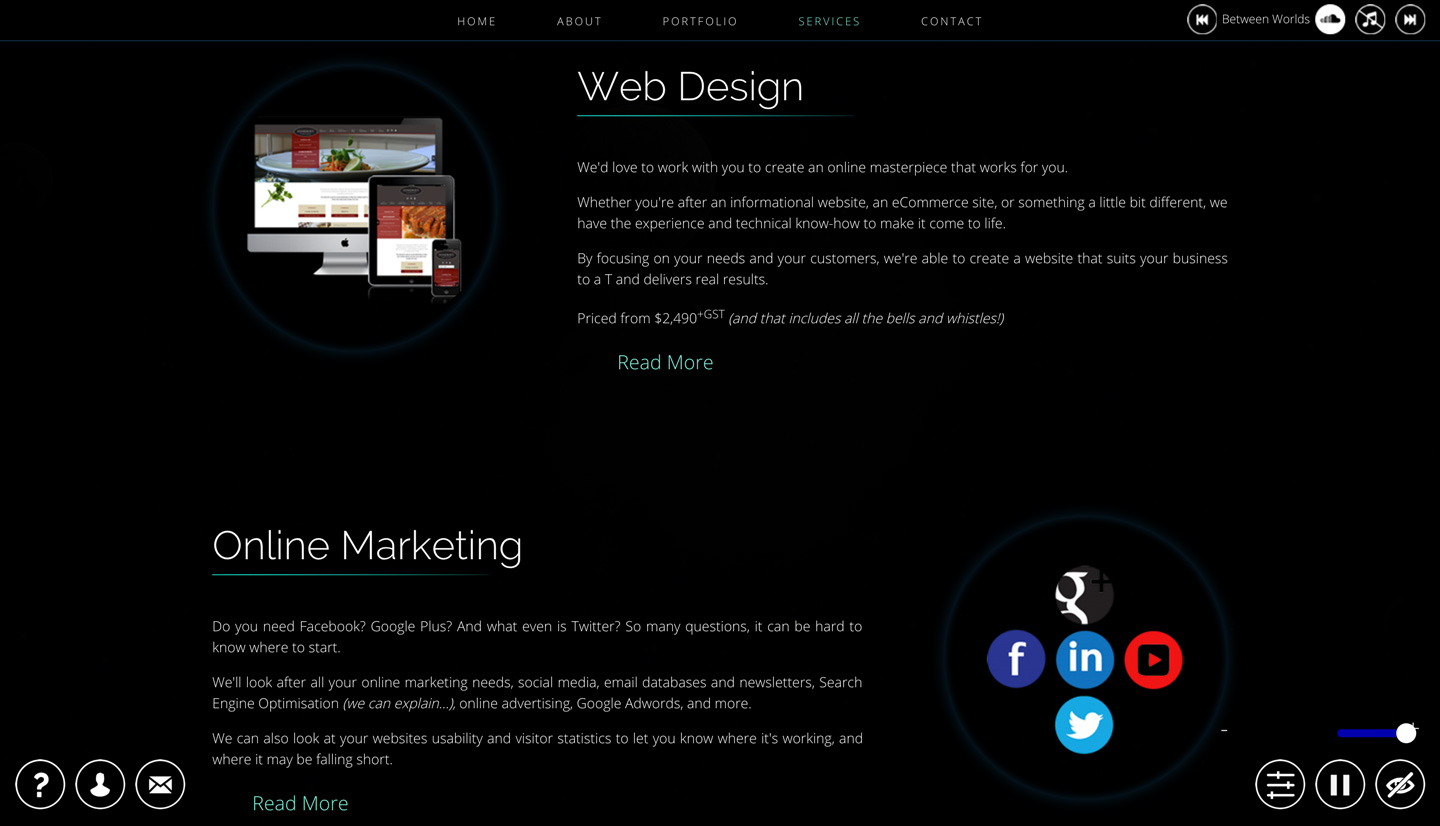 HOME ABOUT PORTFOLIO SERVICES CONTACT
Between Worlds
Web Design
We'd love to work with you to create an online masterpiece that works for you.
Whether you're after an informational website, an eCommerce site, or something a little bit different, we
have the experience and technical know-how to make it come to life.
By focusing on your needs and your customers, we're able to create a website that suits your business
to a T and delivers real results.
Priced from $2,490+GST (and that includes all the bells and whistles!)
Read More
Online Marketing
Do you need Facebook? Google Plus? And what even is Twitter? So many questions, it can be hard to
know where to start.
We'll look after all your online marketing needs, social media, email databases and newsletters, Search
Engine Optimisation (we can explain...), online advertising, Google Adwords, and more.
We can also look at your websites usability and visitor statistics to let you know where it's working, and
where it may be falling short.
Read More
g+
f in
- +
?